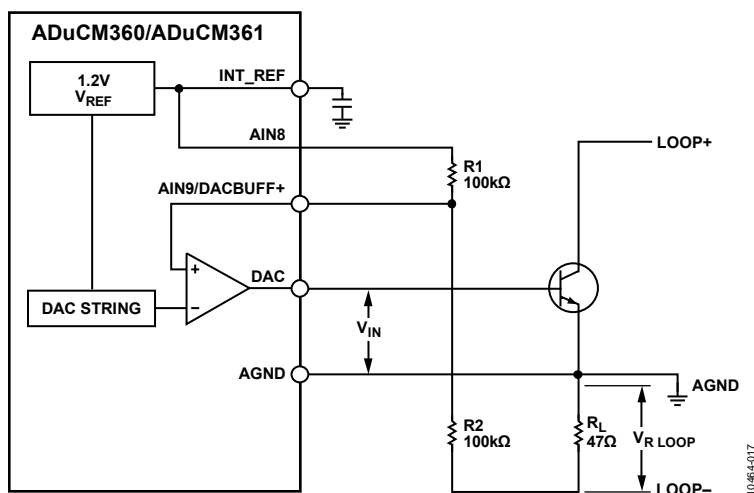 ADuCM360/ADuCM361
1.2V
VREF
INT_REF
AIN8
LOOP+
R1
100kΩ
AIN9/DACBUFF+
+
DAC
DAC STRING
–
VIN
AGND
AGND
R2
100kΩ
RL
47Ω
VR LOOP
LOOP–
10464-017